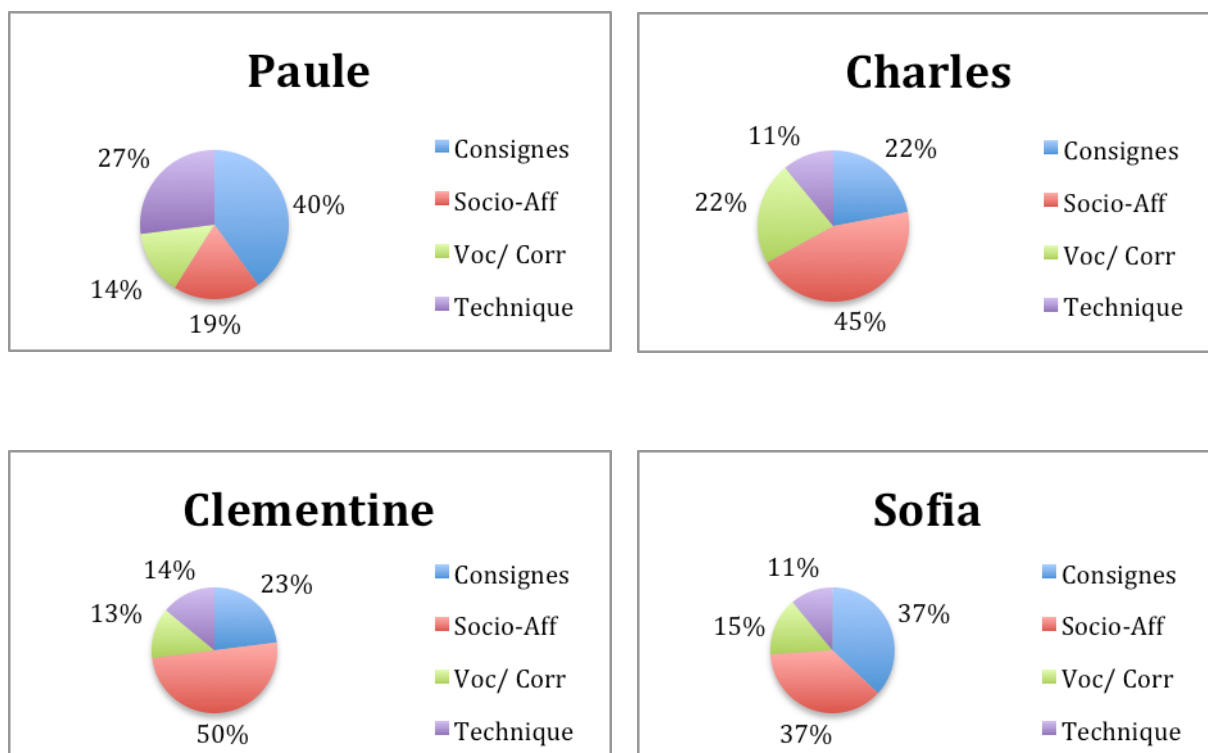 Paule
27%
40%
14%
19%
Consignes
Socio-Aff
Voc/ Corr
Technique
Charles
11%
22%
22%
45%
Consignes
Socio-Aff
Voc/ Corr
Technique
Clementine
14%
23%
13%
50%
Consignes
Socio-Aff
Voc/ Corr
Technique
Sofia
11%
37%
15%
37%
Consignes
Socio-Aff
Voc/ Corr
Technique